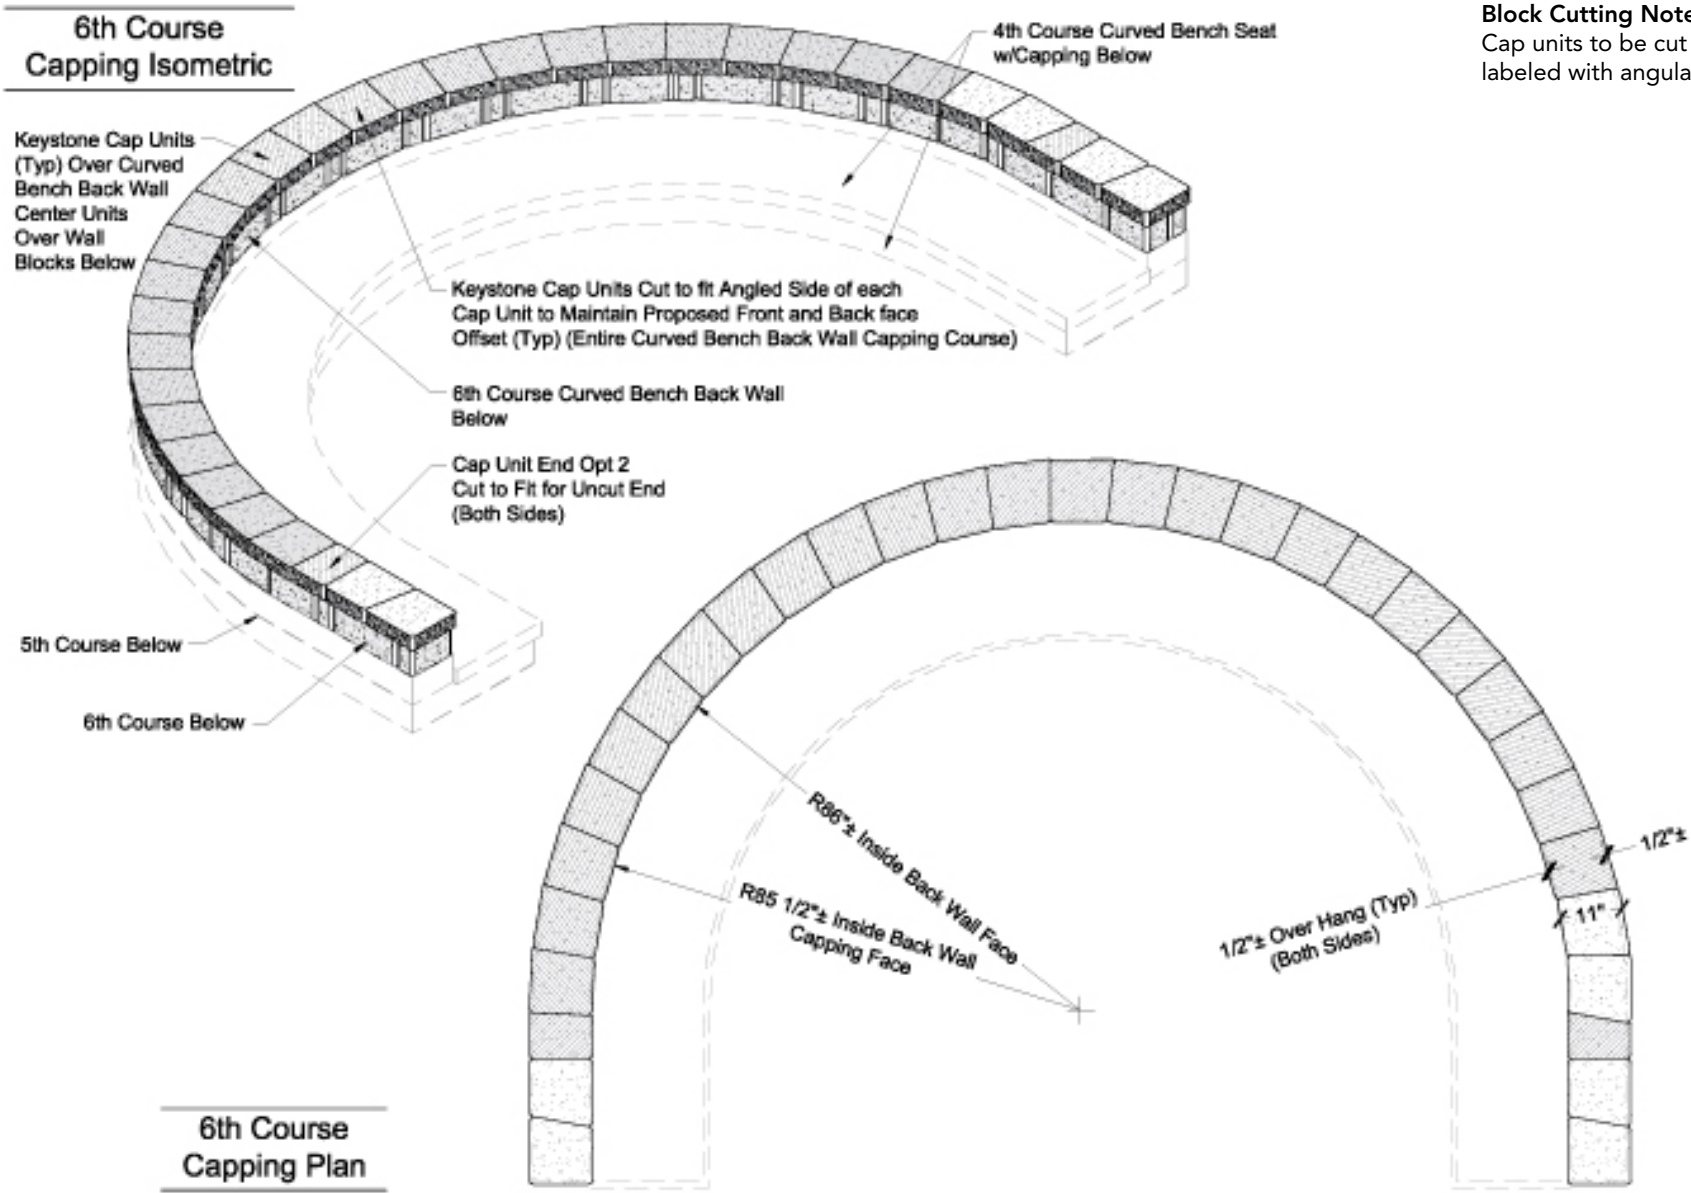 6th Course
Capping Isometric
4th Course Curved Bench Seat
w/Capping Below
Block Cutting Note
Cap units to be cut
labeled with angula
Keystone Cap Units
(Typ) Over Curved
Bench Back Wall
Center Units
Over Wall
Blocks Below
Keystone Cap Units Cut to fit Angled Side of each
Cap Unit to Maintain Proposed Front and Back face
Offset (Typ) (Entire Curved Bench Back Wall Capping Course)
6th Course Curved Bench Back Wall
Below
Cap Unit End Opt 2
Cut to Fit for Uncut End
(Both Sides)
5th Course Below
6th Course Below
R86"± Inside Back Wall Face
R85 1/2"± Inside Back Wall
Capping Face
1/2"± Over Hang (Typ)
(Both Sides)
1/2"±
11"
6th Course
Capping Plan